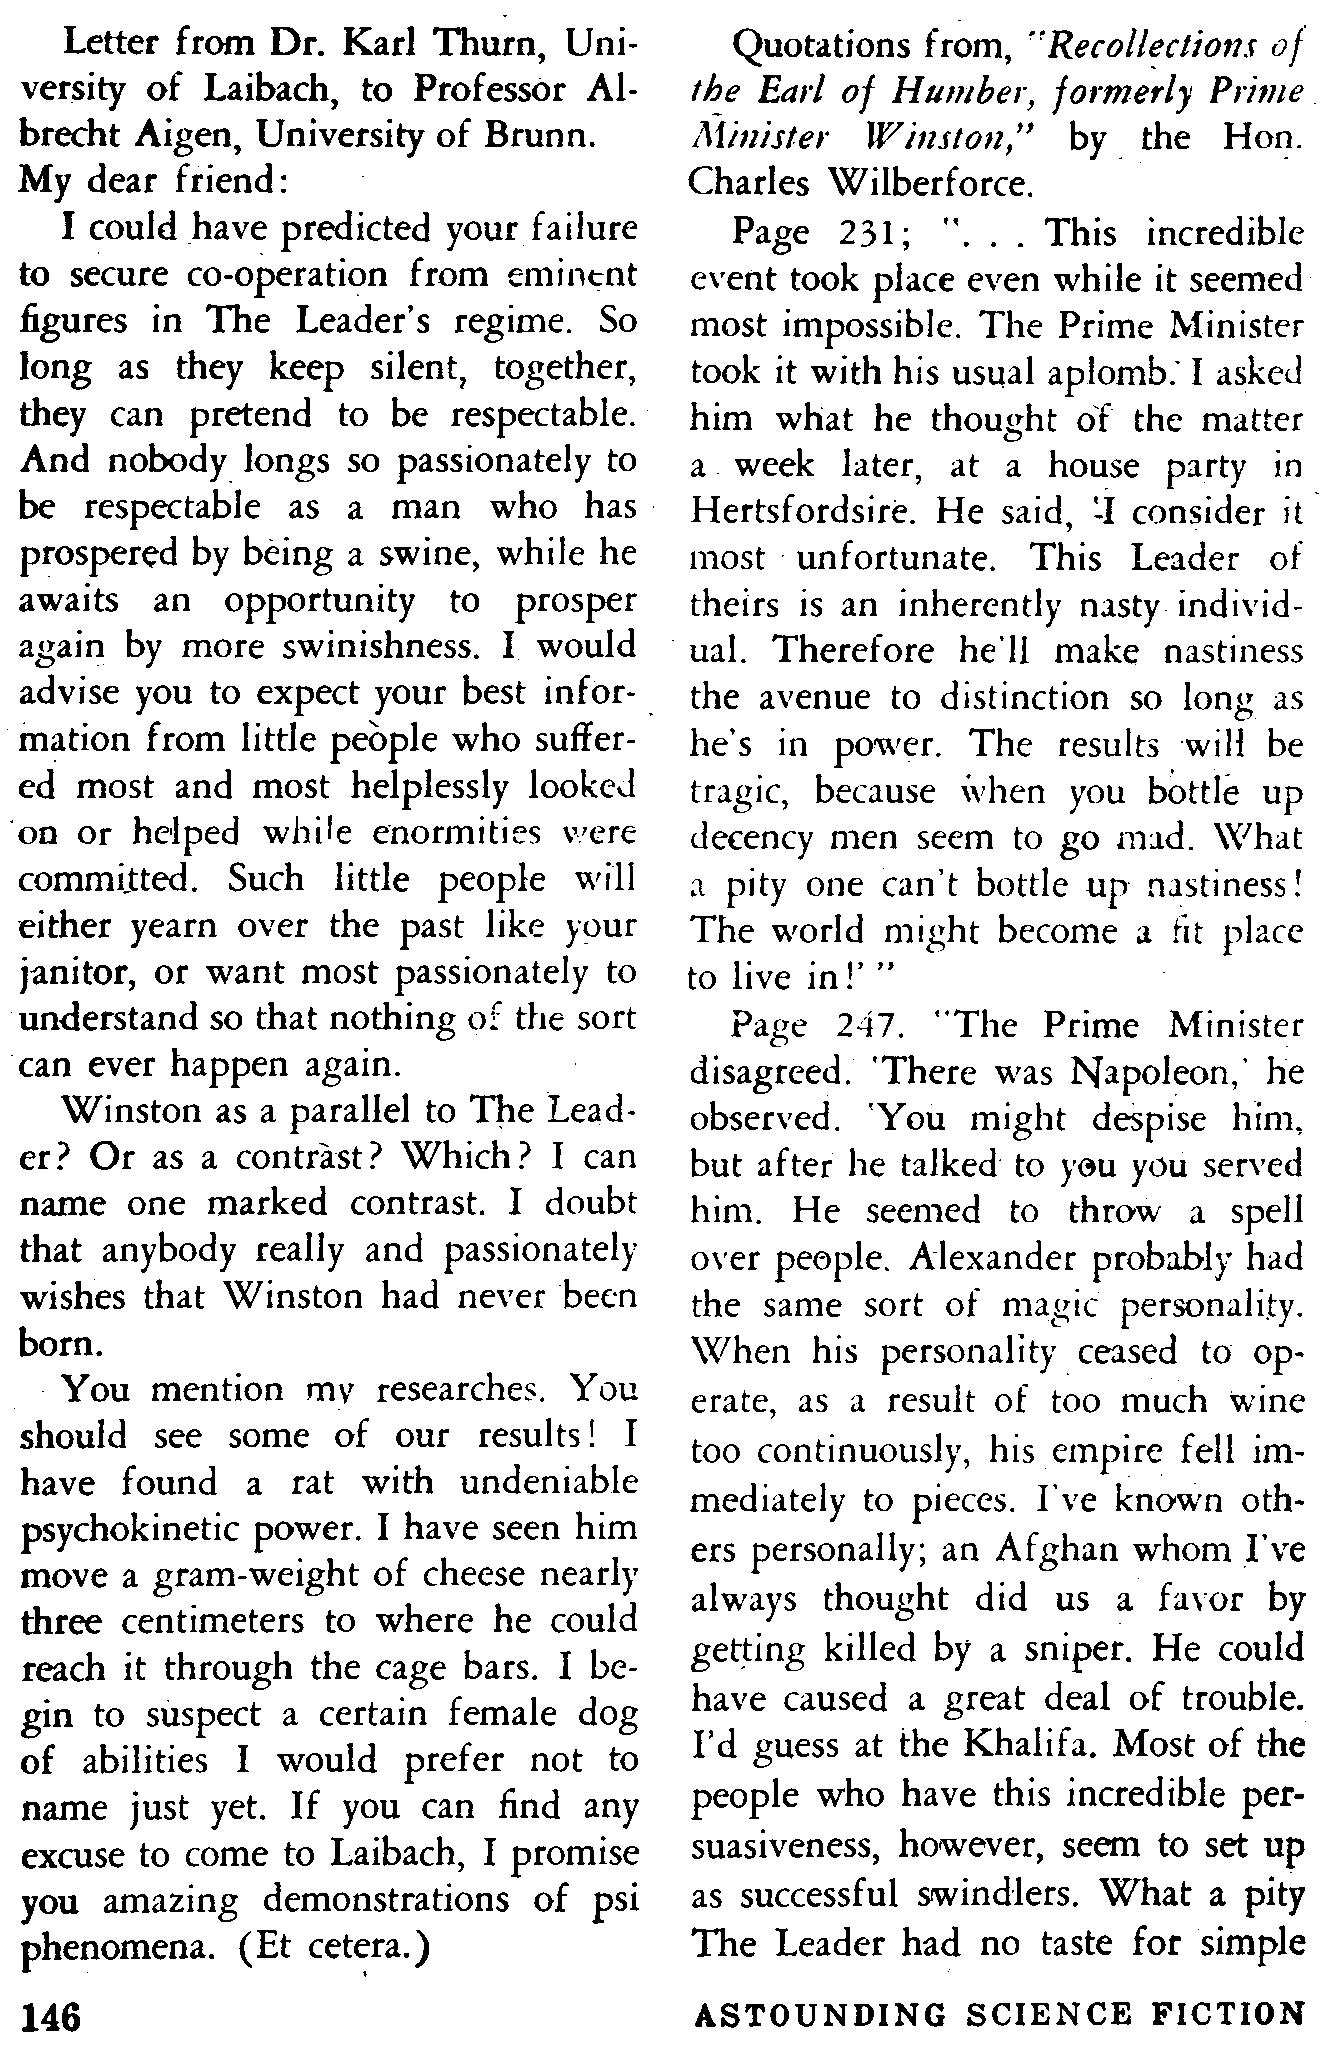 Letter from Dr. Karl Thurn, Uni-
versity of Laibach, to Professor Al-
brecht Aigen, University of Brunn.
My dear friend:
I could have predicted your failure
to secure co-operation from eminent
figures in The Leader's regime. So
long as they keep silent, together,
they can pretend to be respectable.
And nobody longs so passionately to
be respectable as a man who has
prospered by being a swine, while he
awaits an opportunity to prosper
again by more swinishness. I would
advise you to expect your best infor-
mation from little people who suffer-
ed most and most helplessly looked
on or helped while enormities were
committed. Such little people will
either yearn over the past like your
janitor, or want most passionately to
understand so that nothing of the sort
can ever happen again.
Winston as a parallel to The Lead-
er? Or as a contrast? Which? I can
name one marked contrast. I doubt
that anybody really and passionately
wishes that Winston had never been
born.
You mention my researches. You
should see some of our results! I
have found a rat with undeniable
psychokinetic power. I have seen him
move a gram-weight of cheese nearly
three centimeters to where he could
reach it through the cage bars. I be-
gin to suspect a certain female dog
of abilities I would prefer not to
name just yet. If you can find any
excuse to come to Laibach, I promise
you amazing demonstrations of psi
phenomena. (Et cetera.)
Quotations from, "Recollections of
the Earl of Humber, formerly Prime
Minister Winston," by the Hon.
Charles Wilberforce.
Page 231; ". . . This incredible
event took place even while it seemed
most impossible. The Prime Minister
took it with his usual aplomb. I asked
him what he thought of the matter
a week later, at a house party in
Hertsfordsire. He said, 'I consider it
most unfortunate. This Leader of
theirs is an inherently nasty individ-
ual. Therefore he'll make nastiness
the avenue to distinction so long as
he's in power. The results will be
tragic, because when you bottle up
decency men seem to go mad. What
a pity one can't bottle up nastiness!
The world might become a fit place
to live in!' "
Page 247. "The Prime Minister
disagreed. 'There was Napoleon,' he
observed. 'You might despise him,
but after he talked to you you served
him. He seemed to throw a spell
over people. Alexander probably had
the same sort of magic personality.
When his personality ceased to op-
erate, as a result of too much wine
too continuously, his empire fell im-
mediately to pieces. I've known oth-
ers personally; an Afghan whom I've
always thought did us a favor by
getting killed by a sniper. He could
have caused a great deal of trouble.
I'd guess at the Khalifa. Most of the
people who have this incredible per-
suasiveness, however, seem to set up
as successful swindlers. What a pity
The Leader had no taste for simple
146
ASTOUNDING SCIENCE FICTION